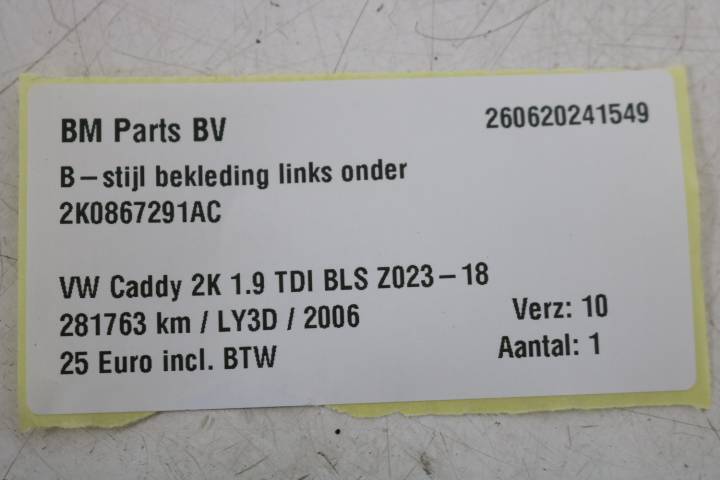 BM Parts BV 260620241549
B-stijl bekleding links onder
2K0867291AC
VW Caddy 2K 1.9 TDI BLS Z023-18
281763 km / LY3D / 2006 Verz: 10
25 Euro incl. BTW Aantal: 1